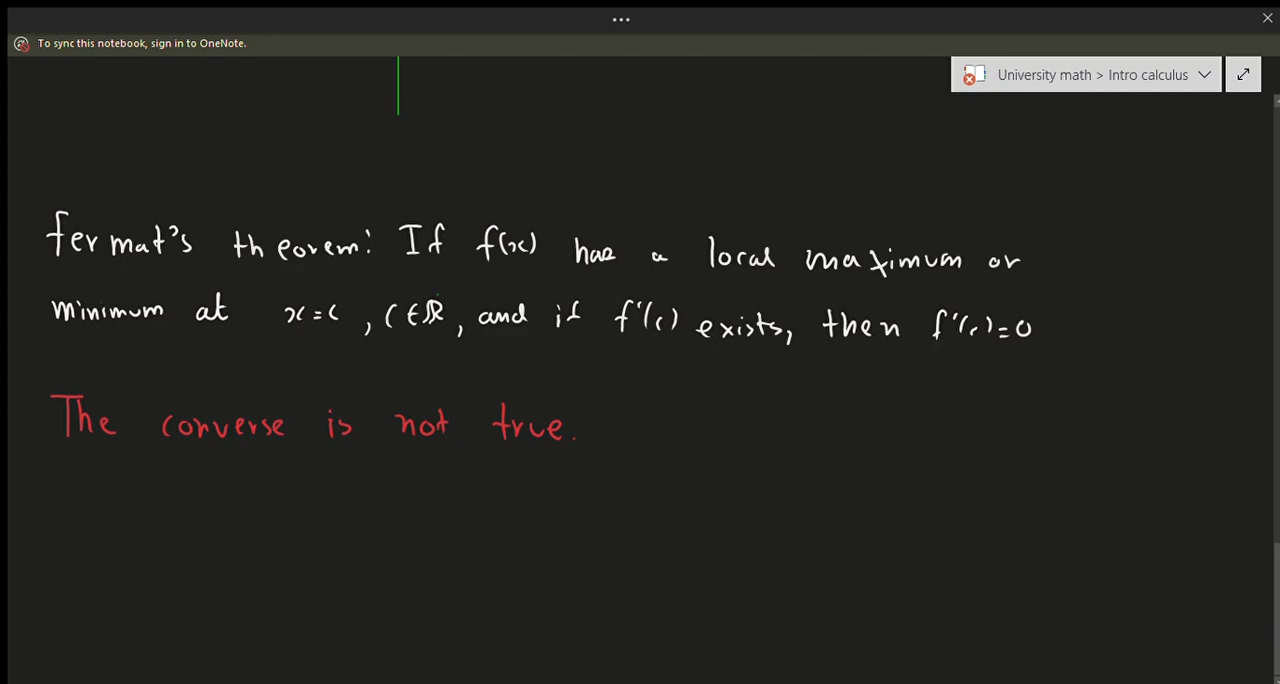 ...
To sync this notebook, sign in to OneNote.
University math > Intro calculus
Fermat's theorem: If f(x) has a local maximum or
minimum at x=c, c∈ℝ, and if f'(c) exists, then f'(c)=0
The converse is not true.